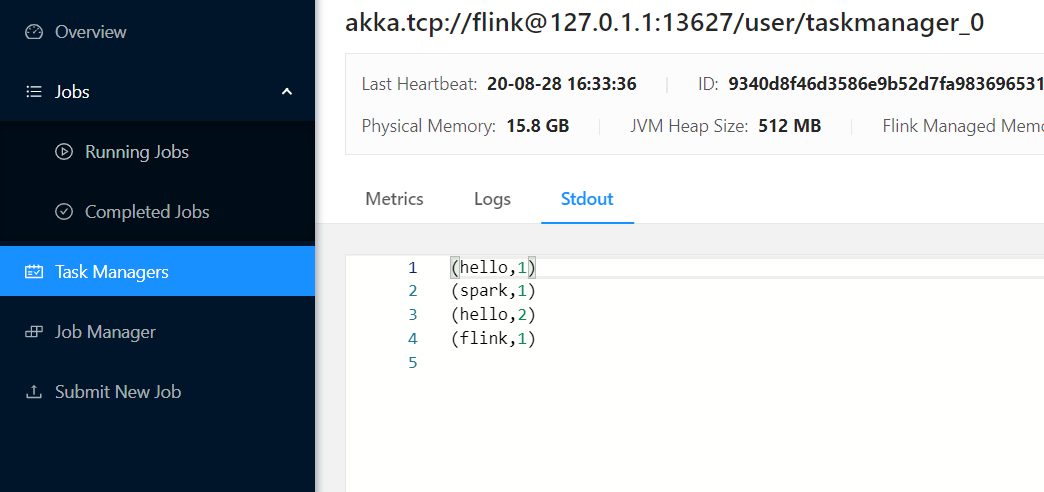 Overview
Jobs
Running Jobs
Completed Jobs
Task Managers
Job Manager
Submit New Job
akka.tcp://flink@127.0.1.1:13627/user/taskmanager_0
Last Heartbeat: 20-08-28 16:33:36 ID: 9340d8f46d3586e9b52d7fa983696531
Physical Memory: 15.8 GB JVM Heap Size: 512 MB Flink Managed Memo
Metrics Logs Stdout
1 (hello,1)
2 (spark,1)
3 (hello,2)
4 (flink,1)
5